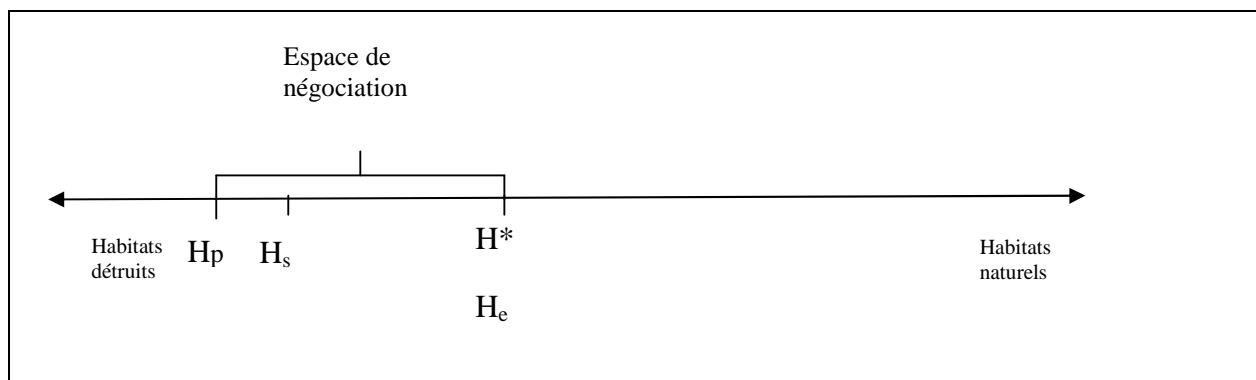 Espace de
négociation
Habitats
détruits
Hp
Hs
H*
He
Habitats
naturels